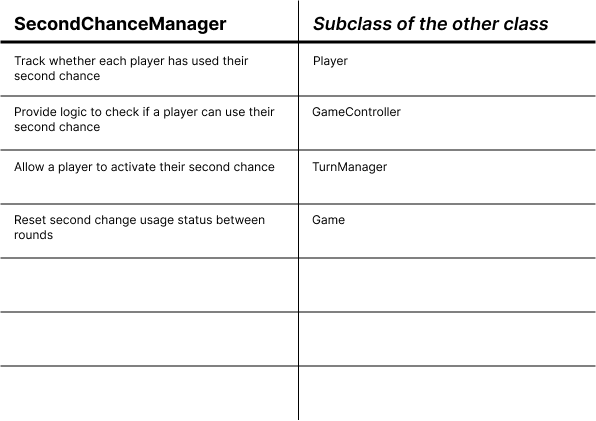 SecondChanceManager
Subclass of the other class
Track whether each player has used their
second chance
Player
Provide logic to check if a player can use their
second chance
GameController
Allow a player to activate their second chance
TurnManager
Reset second change usage status between
rounds
Game